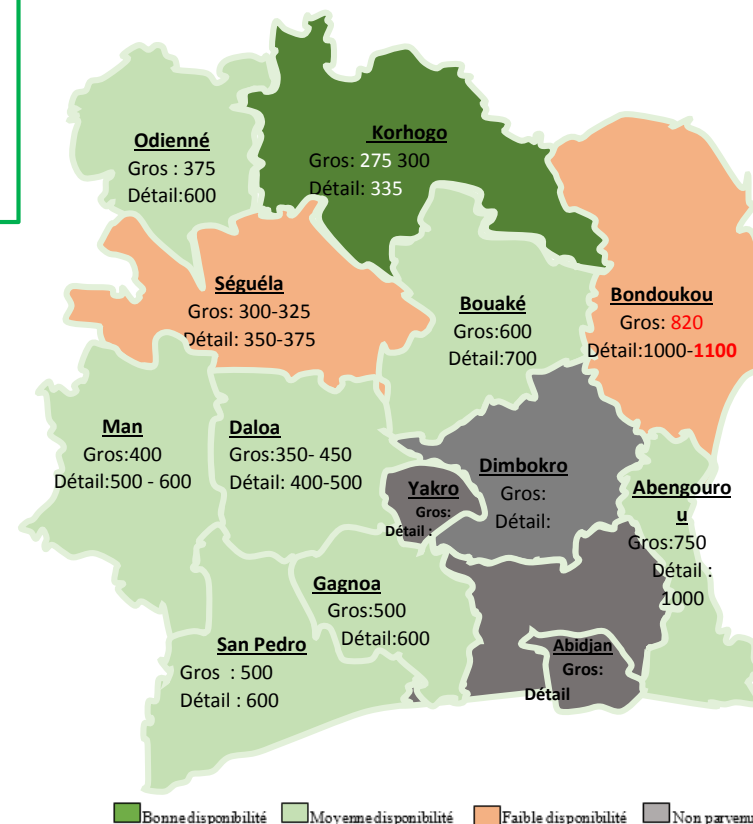 Odienné
Gros : 375
Détail:600
Korhogo
Gros: 275 300
Détail: 335
Séguéla
Gros: 300-325
Détail: 350-375
Bouaké
Gros:600
Détail:700
Bondoukou
Gros: 820
Détail:1000-1100
Man
Gros:400
Détail:500 - 600
Daloa
Gros:350- 450
Détail: 400-500
Yakro
Gros:
Détail :
Dimbokro
Gros:
Détail:
Abengouro
u
Gros:750
Détail :
1000
Gagnoa
Gros:500
Détail:600
San Pedro
Gros : 500
Détail : 600
Abidjan
Gros:
Détail
Bonne disponibilité Moyenne disponibilité Faible disponibilité Non parvenu